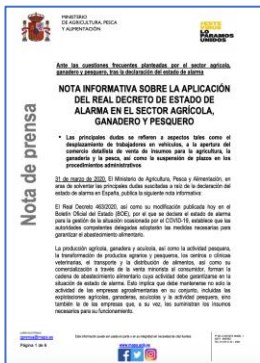 MINISTERIO
DE AGRICULTURA, PESCA
Y ALIMENTACIÓN
#ESTE
VIRUS
LO
PARAMOS
UNIDOS
Nota de prensa
Ante las cuestiones frecuentes planteadas por el sector agrícola,
ganadero y pesquero, tras la declaración del estado de alarma
NOTA INFORMATIVA SOBRE LA APLICACIÓN
DEL REAL DECRETO DE ESTADO DE
ALARMA EN EL SECTOR AGRÍCOLA,
GANADERO Y PESQUERO
• Las principales dudas se refieren a aspectos tales como el
desplazamiento de trabajadores en vehículos, a la apertura del
comercio detallista de venta de insumos para la agricultura, la
ganadería y la pesca, así como la suspensión de plazos en los
procedimientos administrativos
31 de marzo de 2020. El Ministerio de Agricultura, Pesca y Alimentación, en
aras de solventar las principales dudas suscitadas a raíz de la declaración del
estado de alarma en España, publica la siguiente nota informativa:
El Real Decreto 463/2020, así como su modificación publicada hoy en el
Boletín Oficial del Estado (BOE), por el que se declara el estado de alarma
para la gestión de la situación ocasionada por el COVID-19, establece que las
autoridades competentes delegadas adoptarán las medidas necesarias para
garantizar el abastecimiento alimentario.
La producción agrícola, ganadera y acuícola, así como la actividad pesquera,
la transformación de productos agrarios y pesqueros, los centros o clínicas
veterinarias, el transporte y la distribución de alimentos, así como su
comercialización a través de la venta minorista al consumidor, forman la
cadena de abastecimiento alimentario cuya actividad debe garantizarse en la
situación de estado de alarma. Esto implica que debe mantenerse no solo la
actividad de las empresas agroalimentarias en su conjunto, incluidas las
explotaciones agrícolas, ganaderas, acuícolas y la actividad pesquera, sino
también la de las empresas que, a su vez, les suministran los insumos
necesarios para su funcionamiento.
Página 1 de 8
www.mapa.gob.es